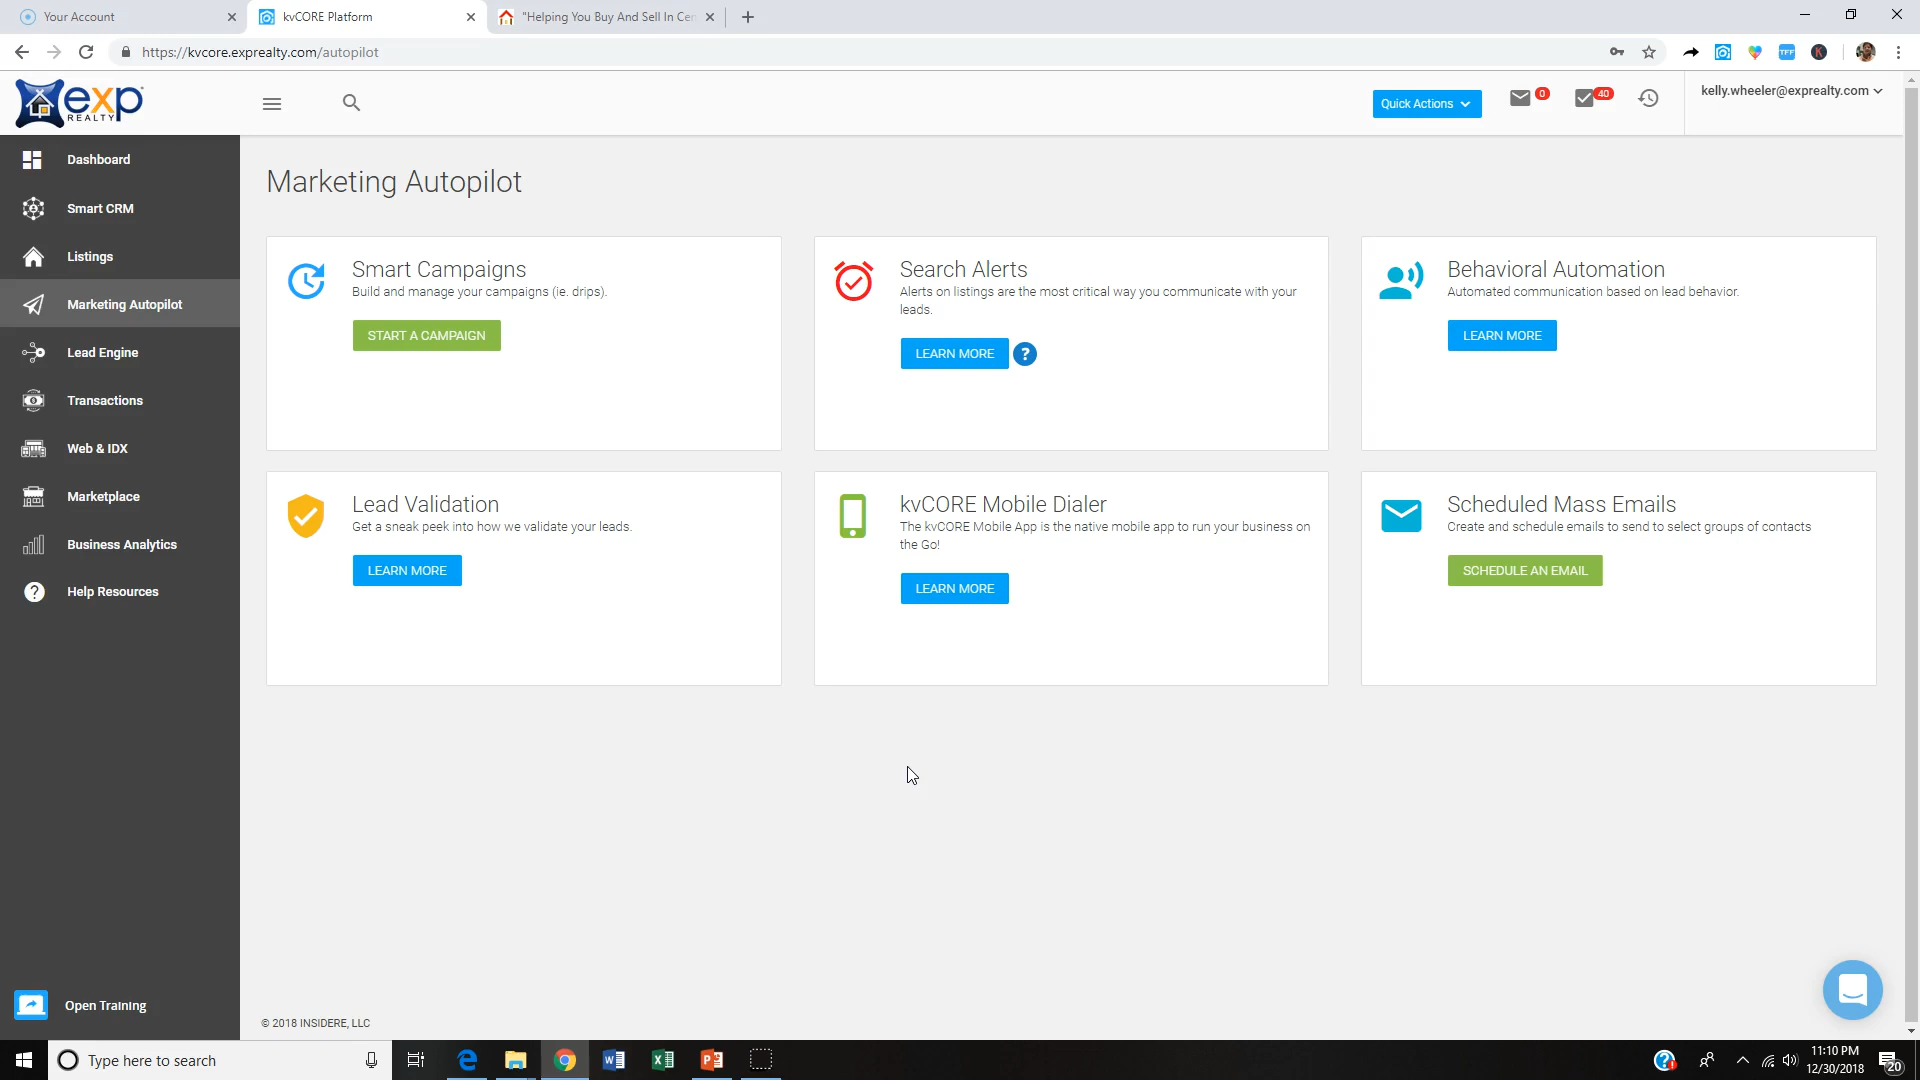 Your Account
kvCORE Platform
"Helping You Buy And Sell In Cen
https://kvcore.exprealty.com/autopilot
TFF
K
exp
REALTY
Quick Actions
0
40
kelly.wheeler@exprealty.com
Dashboard
Smart CRM
Listings
Marketing Autopilot
Lead Engine
Transactions
Web & IDX
Marketplace
Business Analytics
Help Resources
Open Training
Marketing Autopilot
Smart Campaigns
Build and manage your campaigns (ie. drips).
START A CAMPAIGN
Search Alerts
Alerts on listings are the most critical way you communicate with your
leads.
LEARN MORE
?
Behavioral Automation
Automated communication based on lead behavior.
LEARN MORE
Lead Validation
Get a sneak peek into how we validate your leads.
LEARN MORE
kvCORE Mobile Dialer
The kvCORE Mobile App is the native mobile app to run your business on
the Go!
LEARN MORE
Scheduled Mass Emails
Create and schedule emails to send to select groups of contacts
SCHEDULE AN EMAIL
© 2018 INSIDERE, LLC
Type here to search
11:10 PM
12/30/2018
20